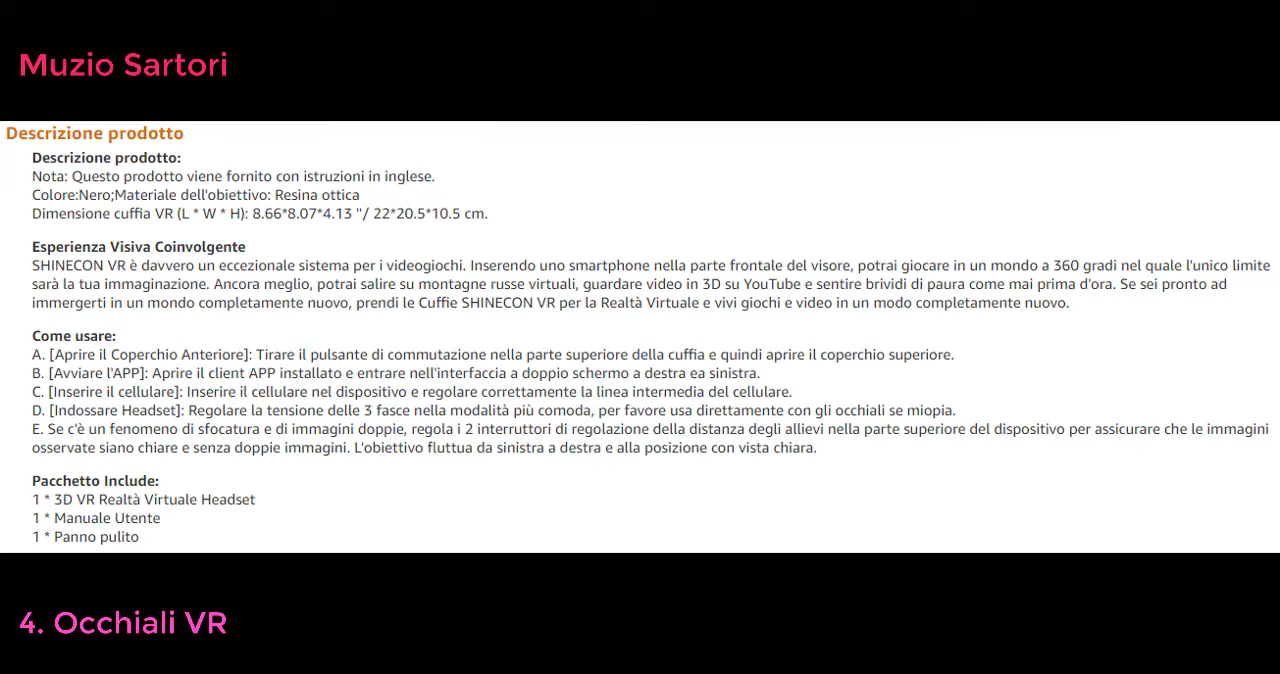 Muzio Sartori
Descrizione prodotto
Descrizione prodotto:
Nota: Questo prodotto viene fornito con istruzioni in inglese.
Colore:Nero;Materiale dell'obiettivo: Resina ottica
Dimensione cuffia VR (L * W * H): 8.66*8.07*4.13 "/ 22*20.5*10.5 cm.
Esperienza Visiva Coinvolgente
SHINECON VR è davvero un eccezionale sistema per i videogiochi. Inserendo uno smartphone nella parte frontale del visore, potrai giocare in un mondo a 360 gradi nel quale l'unico limite
sarà la tua immaginazione. Ancora meglio, potrai salire su montagne russe virtuali, guardare video in 3D su YouTube e sentire brividi di paura come mai prima d'ora. Se sei pronto ad
immergerti in un mondo completamente nuovo, prendi le Cuffie SHINECON VR per la Realtà Virtuale e vivi giochi e video in un modo completamente nuovo.
Come usare:
A. [Aprire il Coperchio Anteriore]: Tirare il pulsante di commutazione nella parte superiore della cuffia e quindi aprire il coperchio superiore.
B. [Avviare l'APP]: Aprire il client APP installato e entrare nell'interfaccia a doppio schermo a destra ea sinistra.
C. [Inserire il cellulare]: Inserire il cellulare nel dispositivo e regolare correttamente la linea intermedia del cellulare.
D. [Indossare Headset]: Regolare la tensione delle 3 fasce nella modalità più comoda, per favore usa direttamente con gli occhiali se miopia.
E. Se c'è un fenomeno di sfocatura e di immagini doppie, regola i 2 interruttori di regolazione della distanza degli allievi nella parte superiore del dispositivo per assicurare che le immagini
osservate siano chiare e senza doppie immagini. L'obiettivo fluttua da sinistra a destra e alla posizione con vista chiara.
Pacchetto Include:
1 * 3D VR Realtà Virtuale Headset
1 * Manuale Utente
1 * Panno pulito
4. Occhiali VR